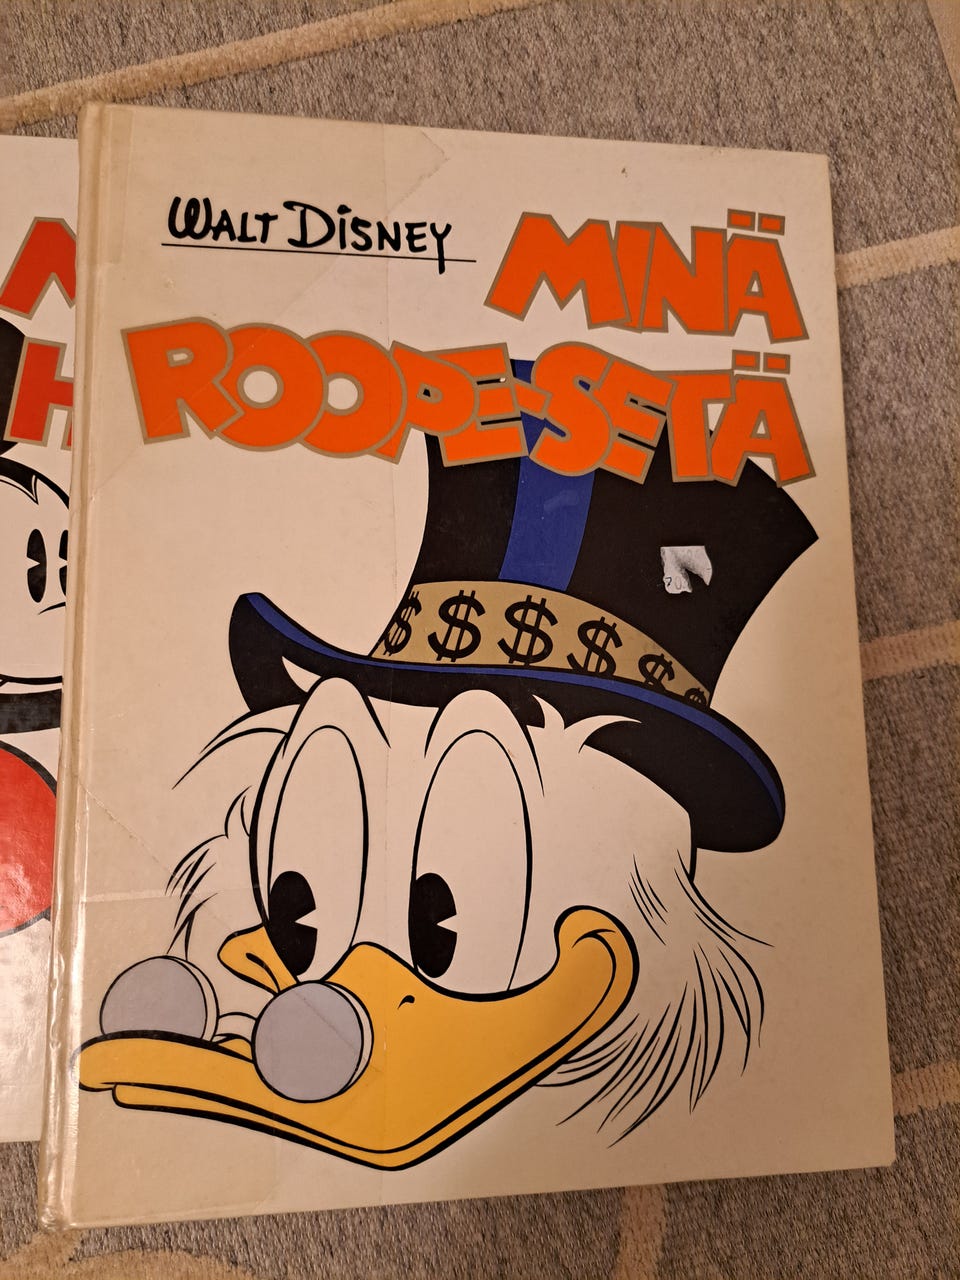 WALT DISNEY
MINÄ
ROOPE-SETÄ
$ $ $ $ $ $
M
H